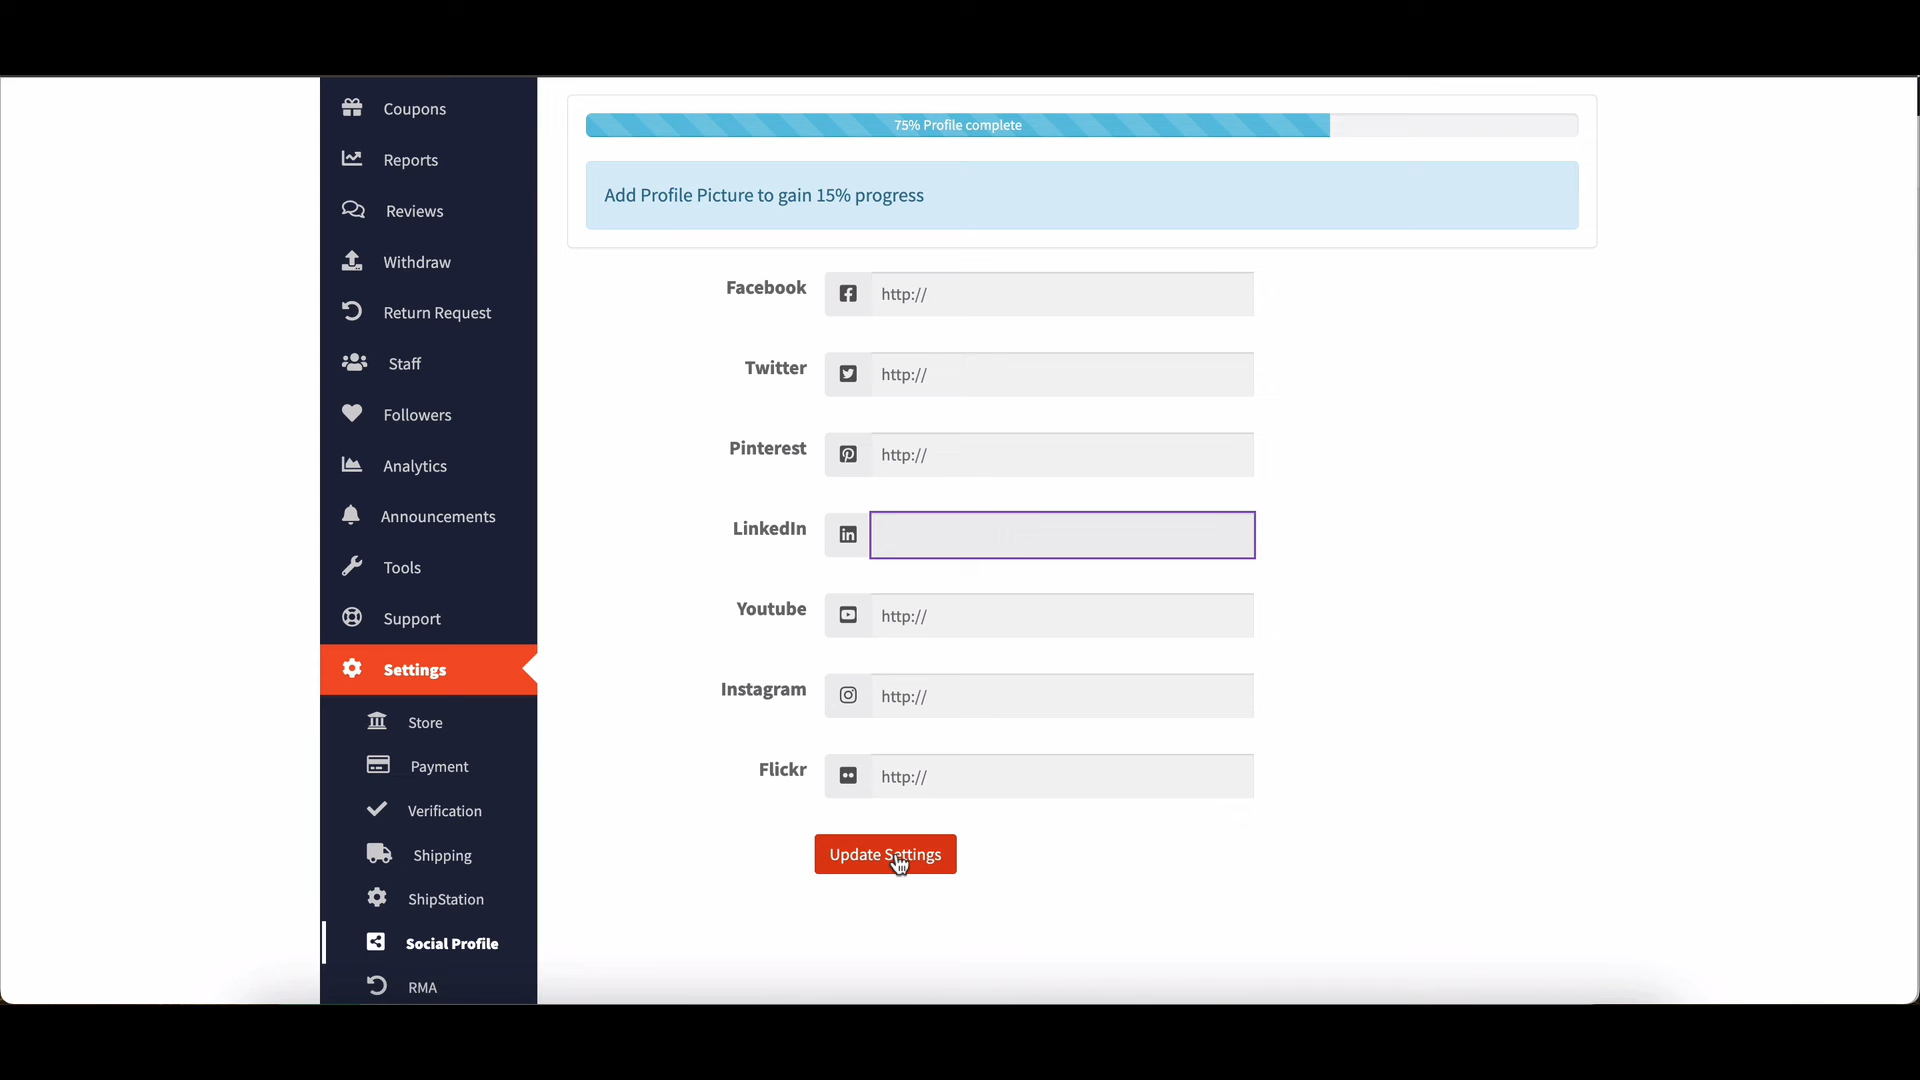 Coupons
Reports
Reviews
Withdraw
Return Request
Staff
Followers
Analytics
Announcements
Tools
Support
Settings
Store
Payment
Verification
Shipping
ShipStation
Social Profile
RMA
75% Profile complete
Add Profile Picture to gain 15% progress
Facebook http://
Twitter http://
Pinterest http://
LinkedIn in
Youtube http://
Instagram http://
Flickr http://
Update Settings